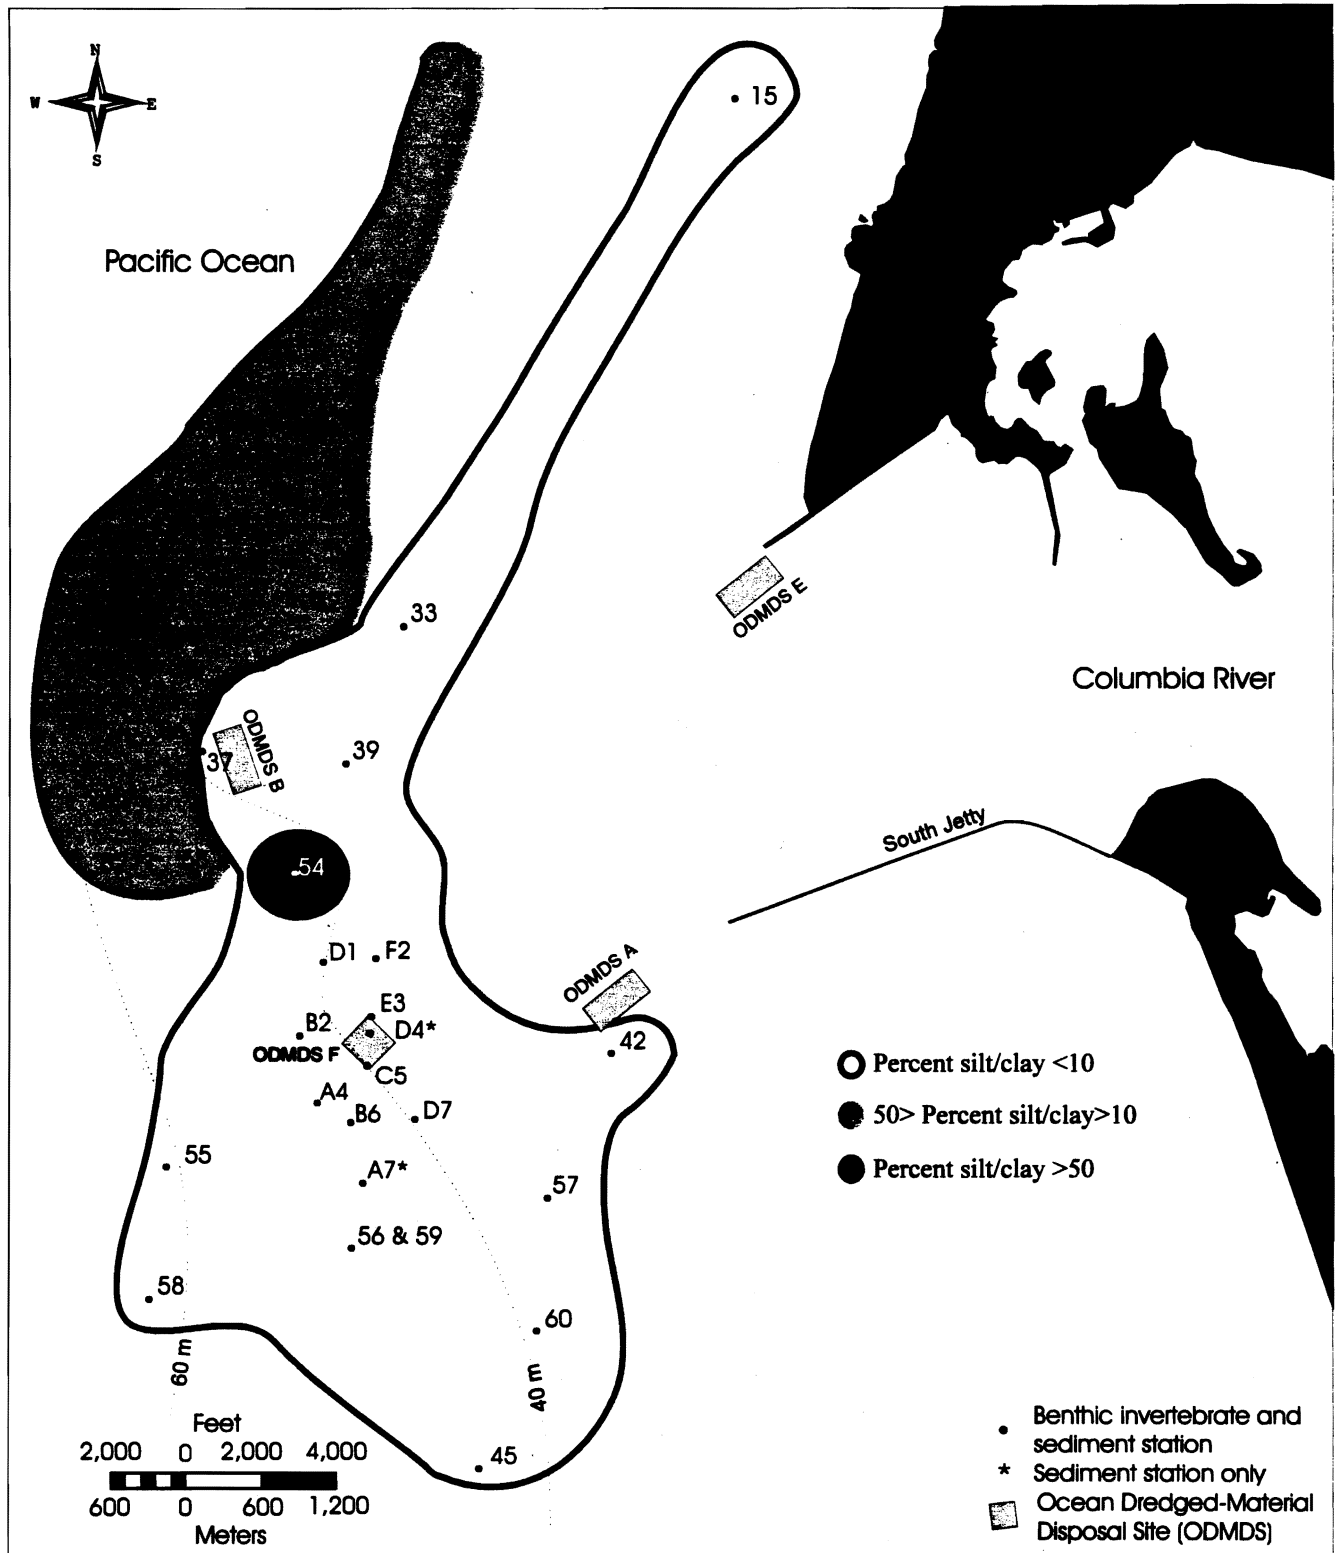 N
W E
S
15
Pacific Ocean
33
ODMDS E
Columbia River
ODMDS B
37
39
South Jetty
54
D1
F2
ODMDS A
E3
B2
D4*
ODMDS F
42
C5
A4
B6
D7
55
A7*
57
56 & 59
58
60
60 m
40 m
45
Percent silt/clay <10
50> Percent silt/clay>10
Percent silt/clay >50
Feet
2,000 0 2,000 4,000
600 0 600 1,200
Meters
Benthic invertebrate and
sediment station
* Sediment station only
Ocean Dredged-Material
Disposal Site (ODMDS)